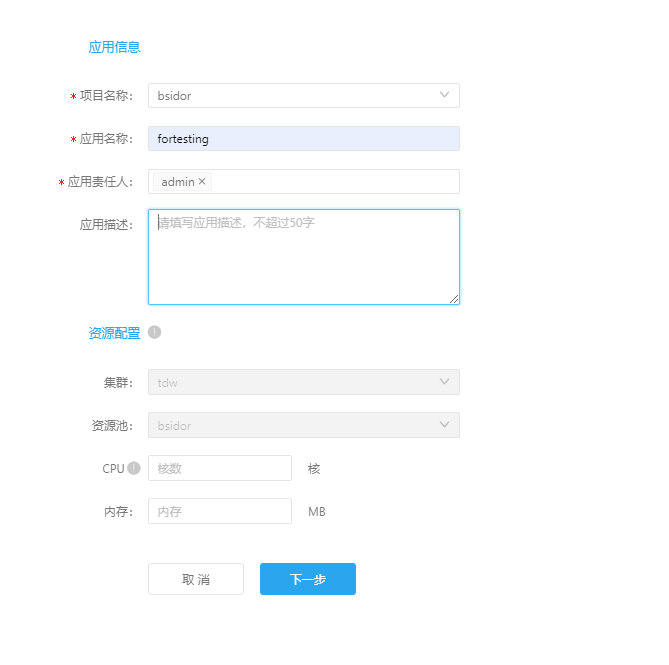 应用信息
* 项目名称: bsidor
* 应用名称: fortesting
* 应用责任人: admin ×
应用描述: 请填写应用描述，不超过50字
资源配置 !
集群: tdw
资源池: bsidor
CPU ! 核数 核
内存: 内存 MB
取 消 下一步